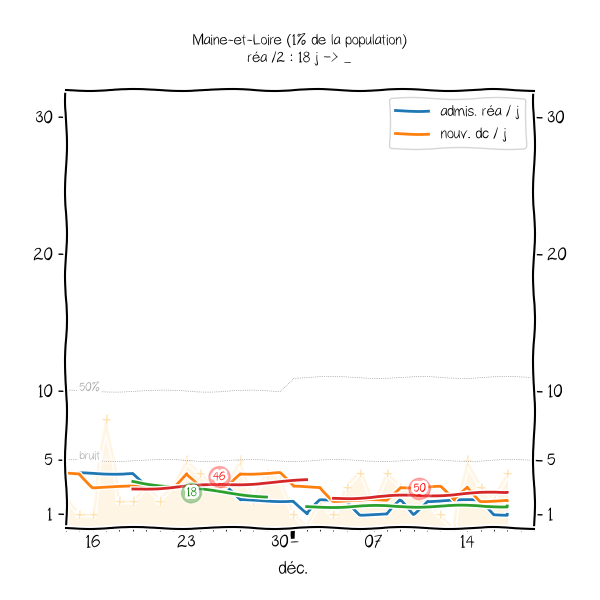 Maine-et-Loire (1% de la population)
réa /2 : 18 j -> _
admis. réa / j
nouv. dc / j
30 30
20 20
50%
10 10
bruit
5 5
46
18
50
1 1
16 23 30 07 14
déc.